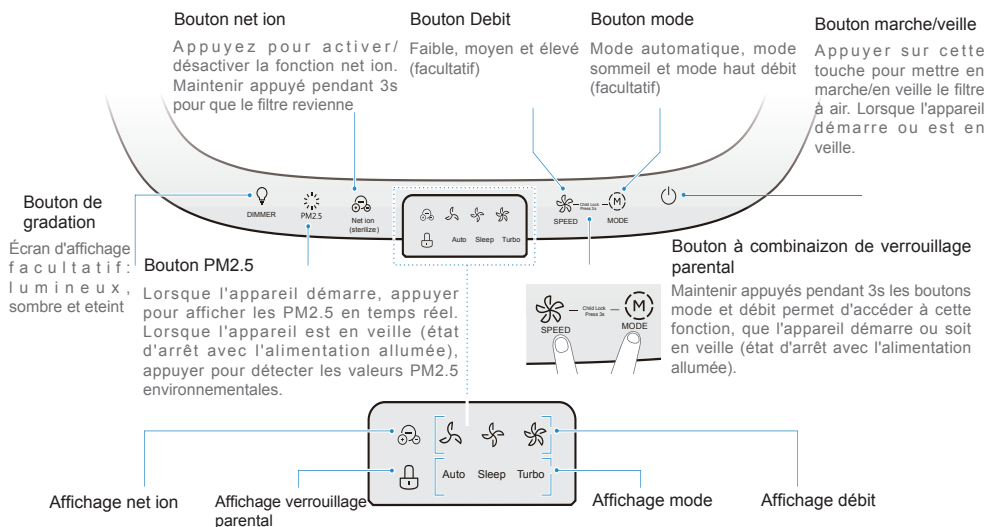 Bouton net ion
Appuyez pour activer/
désactiver la fonction net ion.
Maintenir appuyé pendant 3s
pour que le filtre revienne
Bouton Debit
Faible, moyen et élevé
(facultatif)
Bouton mode
Mode automatique, mode
sommeil et mode haut débit
(facultatif)
Bouton marche/veille
Appuyer sur cette
touche pour mettre en
marche/en veille le filtre
à air. Lorsque l'appareil
démarre ou est en
veille.
DIMMER
PM2.5
Net ion
(sterilize)
Auto Sleep Turbo
SPEED
Child Lock
Press 3s
M
MODE
Bouton de
gradation
Écran d'affichage
facultatif:
lumineux,
sombre et eteint
Bouton PM2.5
Lorsque l'appareil démarre, appuyer
pour afficher les PM2.5 en temps réel.
Lorsque l'appareil est en veille (état
d'arrêt avec l'alimentation allumée),
appuyer pour détecter les valeurs PM2.5
environnementales.
SPEED
Child Lock
Press 3s
M
MODE
Bouton à combinaizon de verrouillage
parental
Maintenir appuyés pendant 3s les boutons
mode et débit permet d'accéder à cette
fonction, que l'appareil démarre ou soit
en veille (état d'arrêt avec l'alimentation
allumée).
Auto Sleep Turbo
Affichage net ion
Affichage verrouillage
parental
Affichage mode
Affichage débit